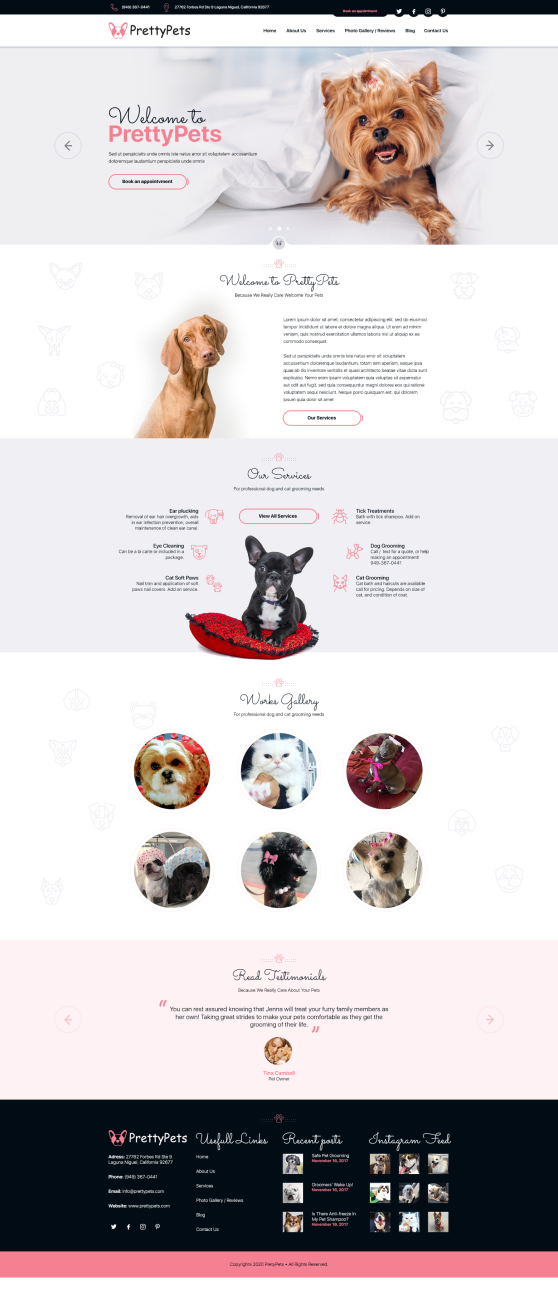 (949) 367-0441
27762 Forbes Rd Ste 9 Laguna Niguel, California 92677
Book an appointment
PrettyPets
Home
About Us
Services
Photo Gallery / Reviews
Blog
Contact Us
Welcome to
PrettyPets
Sed ut perspiciatis unde omnis iste natus error sit voluptatem accusantium
doloremque laudantium perspiciatis unde omnis
Book an appointment
Welcome to PrettyPets
Because We Really Care Welcome Your Pets
Lorem ipsum dolor sit amet, consectetur adipiscing elit, sed do eiusmod
tempor incididunt ut labore et dolore magna aliqua. Ut enim ad minim
veniam, quis nostrud exercitation ullamco laboris nisi ut aliquip ex ea
commodo consequat.
Sed ut perspiciatis unde omnis iste natus error sit voluptatem
accusantium doloremque laudantium, totam rem aperiam, eaque ipsa
quae ab illo inventore veritatis et quasi architecto beatae vitae dicta sunt
explicabo. Nemo enim ipsam voluptatem quia voluptas sit aspernatur
aut odit aut fugit, sed quia consequuntur magni dolores eos qui ratione
voluptatem sequi nesciunt. Neque porro quisquam est, qui dolorem
ipsum quia dolor sit amet
Our Services
Our Services
For professional dog and cat grooming needs
Ear plucking
Removal of ear hair overgrowth, aids
in ear infection prevention, overall
maintenance of clean ear canal.
View All Services
Tick Treatments
Bath with tick shampoo. Add on
service.
Eye Cleaning
Can be a la carte or included in a
package.
Dog Grooming
Call / text for a quote, or help
making an appointment!
949-367-0441
Cat Soft Paws
Nail trim and application of soft
paws nail covers. Add on service.
Cat Grooming
Cat bath and haircuts are available
call for pricing. Depends on size of
cat, and condition of coat.
Works Gallery
For professional dog and cat grooming needs
Read Testimonials
Because We Really Care About Your Pets
" You can rest assured knowing that Jenna will treat your furry family members as
her own! Taking great strides to make your pets comfortable as they get the
grooming of their life. "
Tina Cambell
Pet Owner
PrettyPets
Adress: 27762 Forbes Rd Ste 9
Laguna Niguel, California 92677
Phone: (949) 367-0441
Email: info@prettypets.com
Website: www.prettypets.com
Usefull Links
Home
About Us
Services
Photo Gallery / Reviews
Blog
Contact Us
Recent posts
Safe Pet Grooming
November 16, 2017
Groomers' Wake Up!
November 16, 2017
Is There Anti-freeze in
My Pet Shampoo?
November 16, 2017
Instagram Feed
Copyrights 2020 PrettyPets • All Rights Reserved.